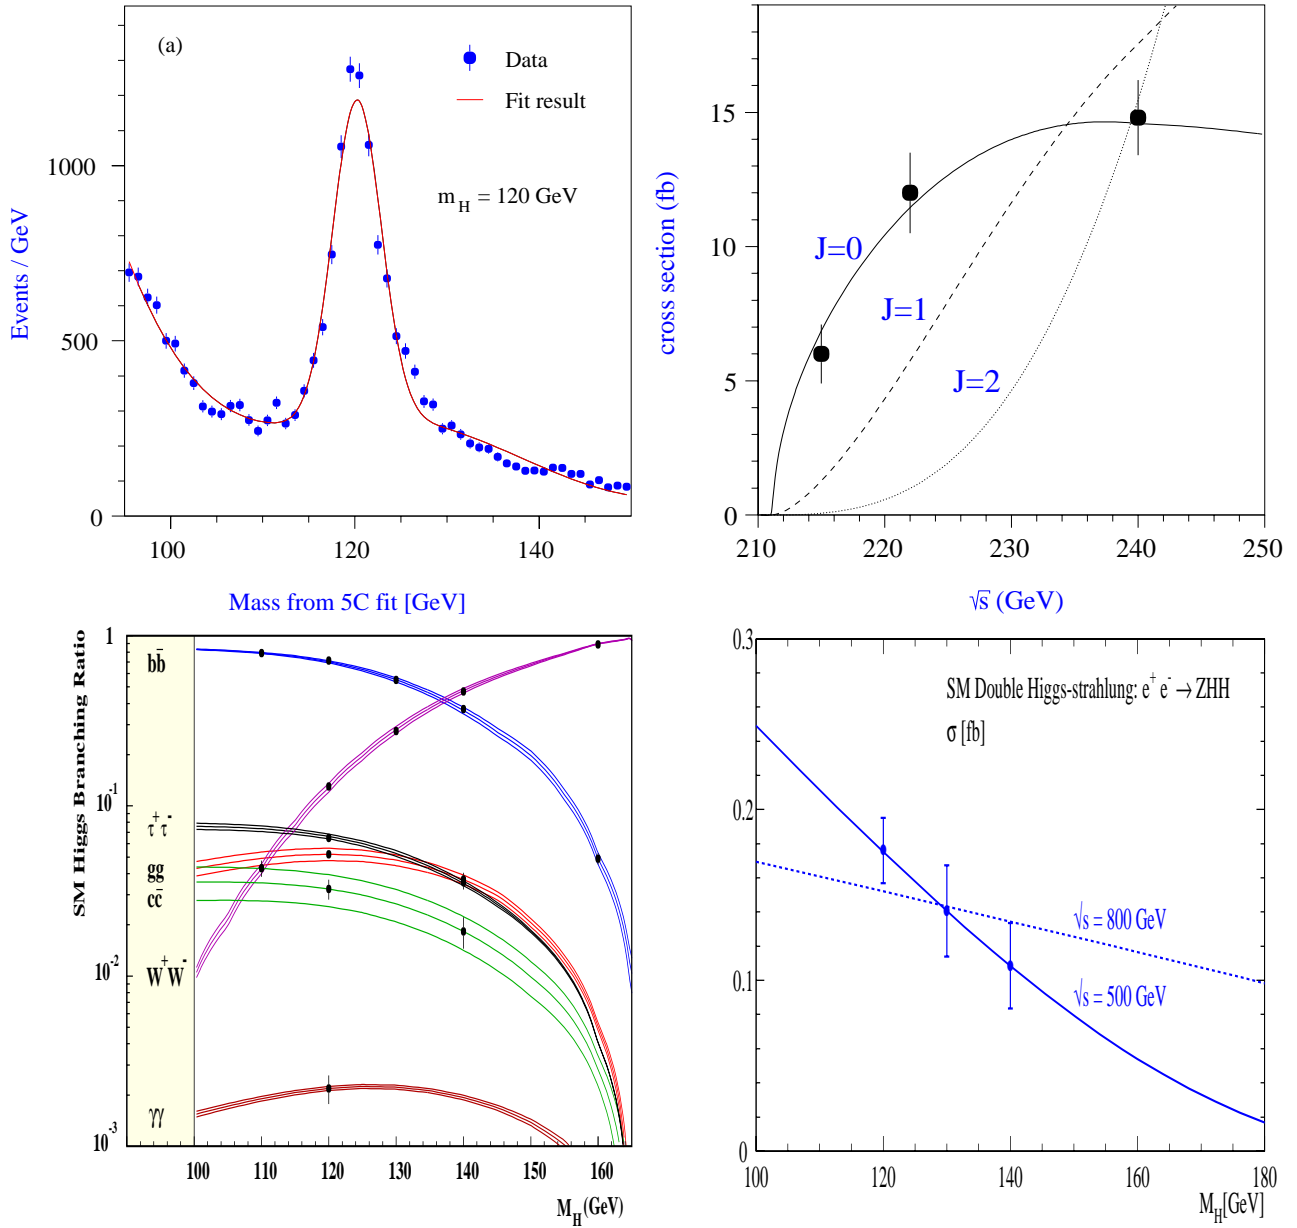 (a)
Data
Fit result
m_H = 120 GeV
Events / GeV
1000
500
0
100
120
140
Mass from 5C fit [GeV]
cross section (fb)
15
10
5
0
J=0
J=1
J=2
210
220
230
240
250
√s (GeV)
SM Higgs Branching Ratio
1
10^-1
10^-2
10^-3
bb̄
τ^+ τ^-
gg
cc̄
W^+W^-
γγ
100
110
120
130
140
150
160
M_H (GeV)
SM Double Higgs-strahlung: e^+ e^- → ZHH
σ [fb]
0.3
0.2
0.1
0
√s = 800 GeV
√s = 500 GeV
100
120
140
160
180
M_H[GeV]